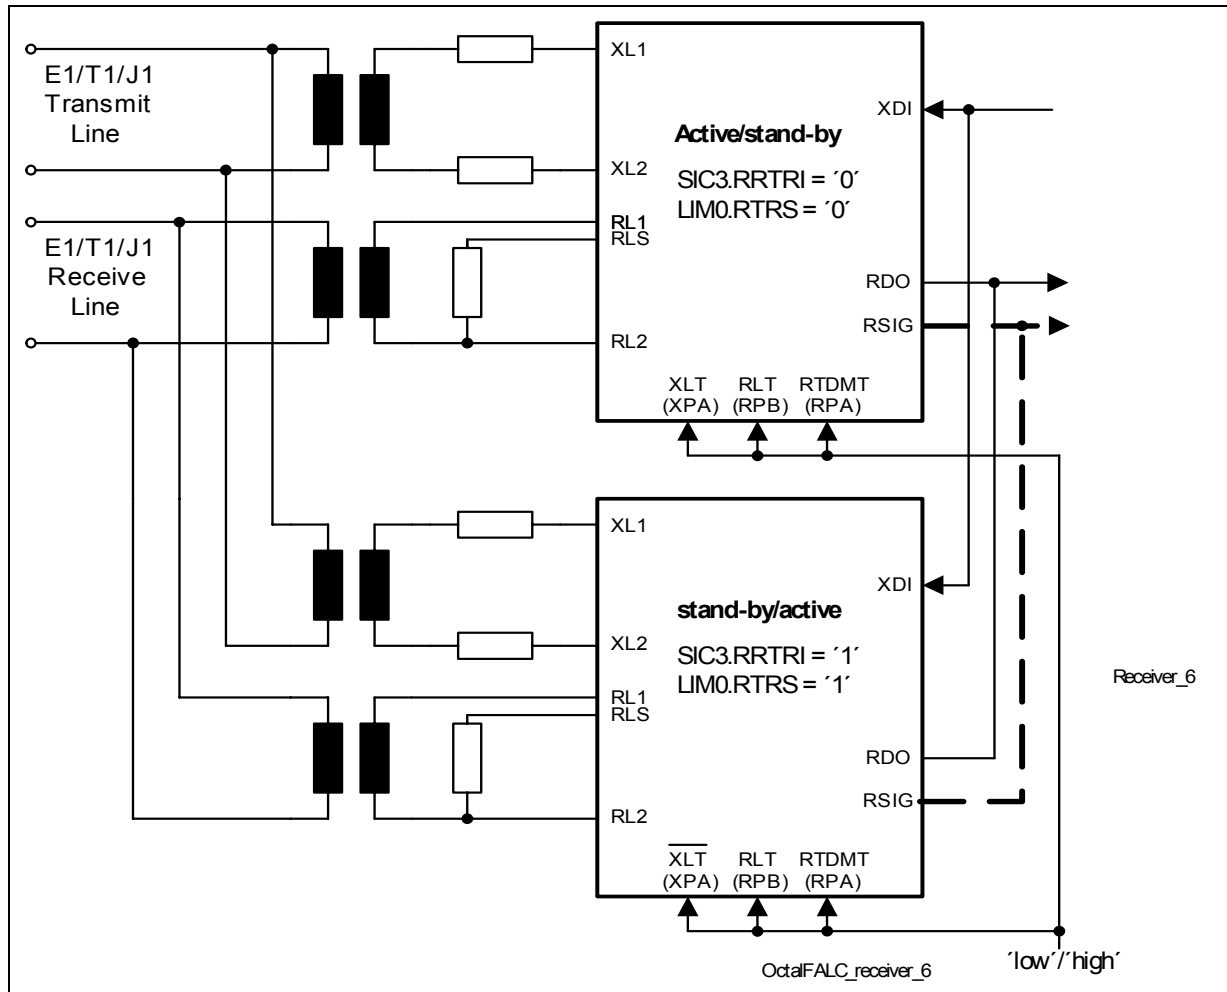 E1/T1/J1
Transmit
Line
E1/T1/J1
Receive
Line
XL1
XL2
RL1
RLS
RL2
Active/stand-by
SIC3.RRTRI = ´0´
LIM0.RTRS = ´0´
XDI
RDO
RSIG
XLT RLT RTDMT
(XPA) (RPB) (RPA)
XL1
XL2
RL1
RLS
RL2
stand-by/active
SIC3.RRTRI = ´1´
LIM0.RTRS = ´1´
XDI
RDO
RSIG
X̅L̅T̅ RLT RTDMT
(XPA) (RPB) (RPA)
Receiver_6
OctalFALC_receiver_6
´low´/´high´